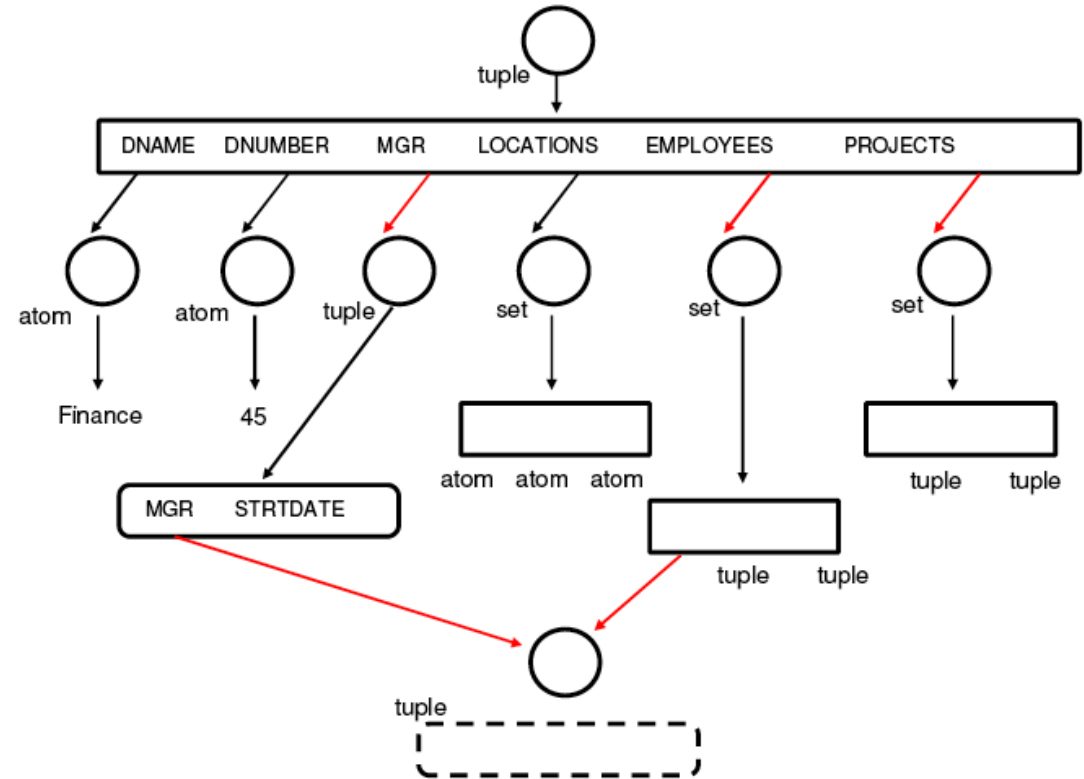 tuple
DNAME DNUMBER MGR LOCATIONS EMPLOYEES PROJECTS
atom atom tuple set set set
Finance 45
atom atom atom tuple tuple
MGR STRTDATE
tuple tuple
tuple